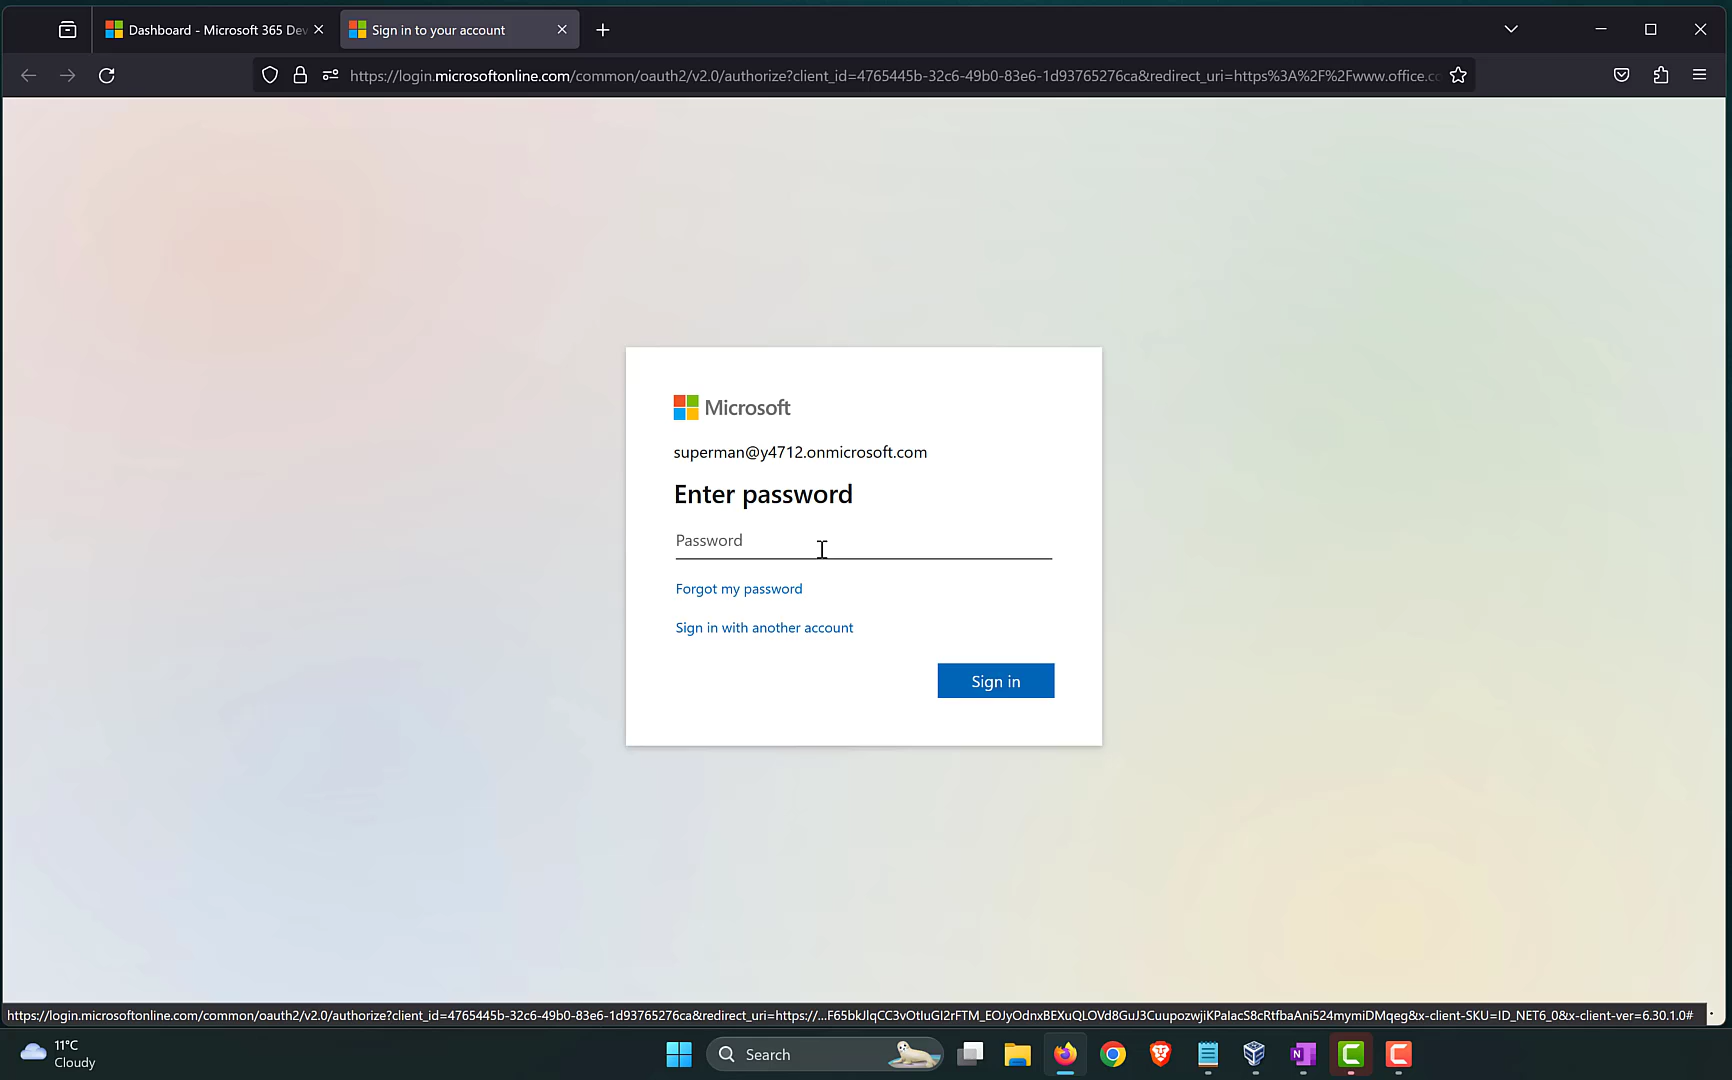 Dashboard - Microsoft 365 Dev
Sign in to your account
https://login.microsoftonline.com/common/oauth2/v2.0/authorize?client_id=4765445b-32c6-49b0-83e6-1d93765276ca&redirect_uri=https%3A%2F%2Fwww.office.co
Microsoft
superman@y4712.onmicrosoft.com
Enter password
Password
Forgot my password
Sign in with another account
Sign in
https://login.microsoftonline.com/common/oauth2/v2.0/authorize?client_id=4765445b-32c6-49b0-83e6-1d93765276ca&redirect_uri=https://...F65bkJlqCC3vOtIuGI2rFTM_EOJyOdnxBEXuQLOVd8GuJ3CuupozwjiKPaIacS8cRtfbaAni524mymiDMqeg&x-client-SKU=ID_NET6_0&x-client-ver=6.30.1.0#
11°C
Cloudy
Search